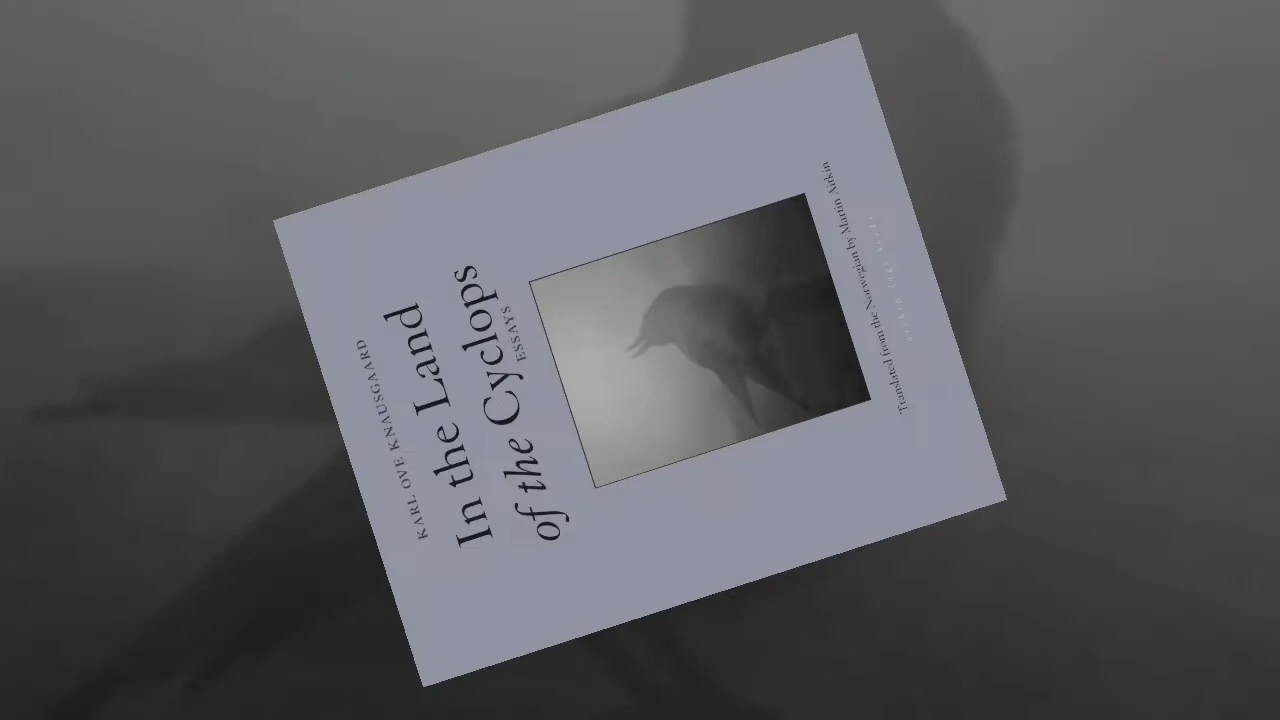 KARL OVE KNAUSGAARD
In the Land
of the Cyclops
ESSAYS
Translated from the Norwegian by Martin Aitkin